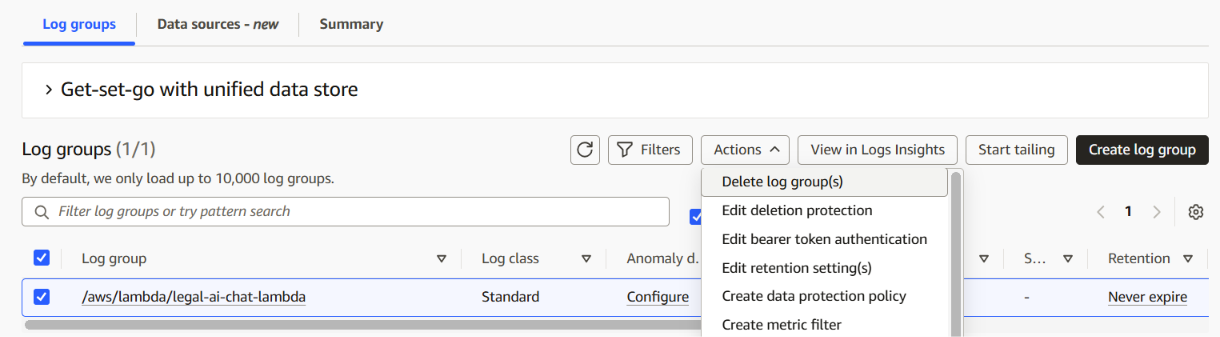 Log groups Data sources - new Summary
Get-set-go with unified data store
Log groups (1/1) Filters Actions View in Logs Insights Start tailing Create log group
By default, we only load up to 10,000 log groups.
Delete log group(s)
Filter log groups or try pattern search
Edit deletion protection
1
Edit bearer token authentication
Log group Log class Anomaly d... S... Retention
Edit retention setting(s)
/aws/lambda/legal-ai-chat-lambda Standard Configure - Never expire
Create data protection policy
Create metric filter